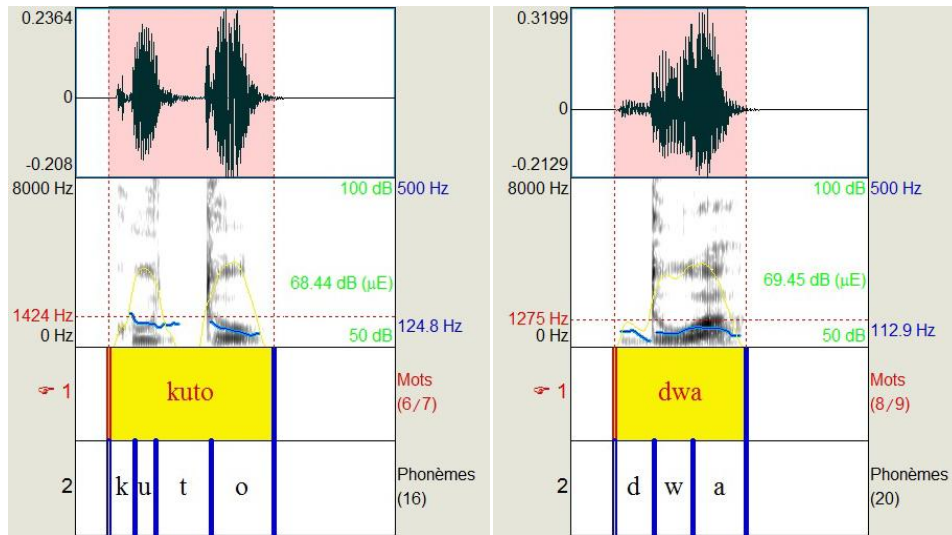 0.2364
0
-0.208
8000 Hz
100 dB
500 Hz
68.44 dB (µE)
1424 Hz
124.8 Hz
0 Hz
50 dB
☞ 1
kuto
Mots
(6/7)
2
k u t o
Phonèmes
(16)
0.3199
0
-0.2129
8000 Hz
100 dB
500 Hz
69.45 dB (µE)
1275 Hz
112.9 Hz
0 Hz
50 dB
☞ 1
dwa
Mots
(8/9)
2
d w a
Phonèmes
(20)